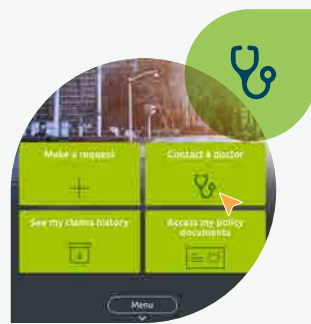 Make a request
Contact a doctor
See my claims history
Access my policy
documents
Menu